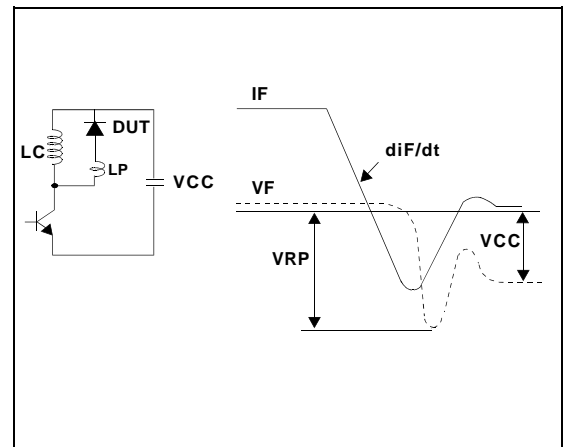 IF
DUT
diF/dt
LC
LP
VCC
VF
VCC
VRP